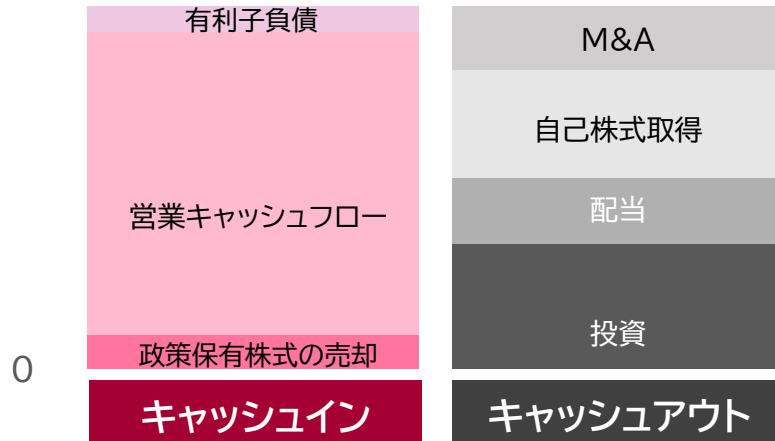 有利子負債
営業キャッシュフロー
政策保有株式の売却
0
キャッシュイン
M&A
自己株式取得
配当
投資
キャッシュアウト